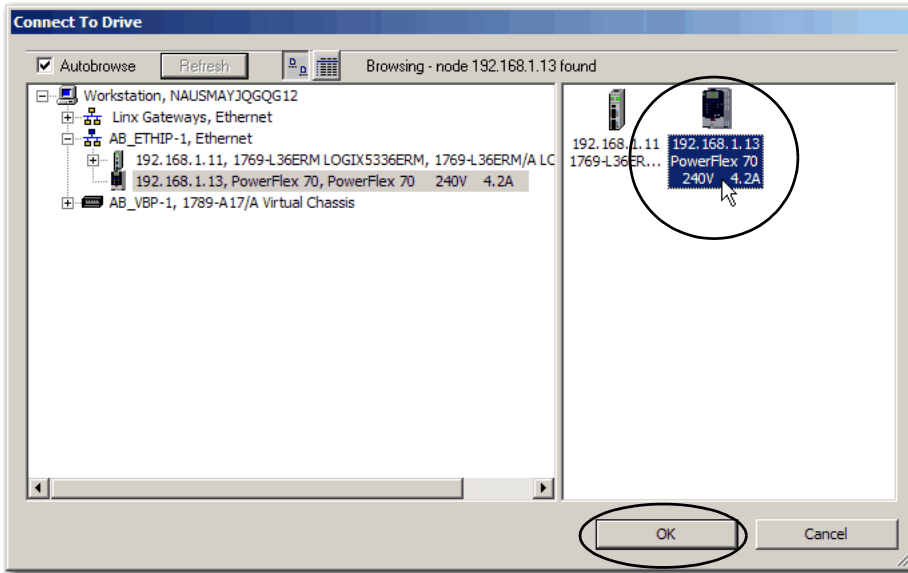 Connect To Drive
Autobrowse Refresh Browsing - node 192.168.1.13 found
Workstation, NAUSMAYJQGQG12
Linx Gateways, Ethernet
AB_ETHIP-1, Ethernet
192.168.1.11, 1769-L36ERM LOGIX5336ERM, 1769-L36ERM/A LC
192.168.1.13, PowerFlex 70, PowerFlex 70 240V 4.2A
AB_VBP-1, 1789-A17/A Virtual Chassis
192.168.1.11
1769-L36ER...
192.168.1.13
PowerFlex 70
240V 4.2A
OK Cancel